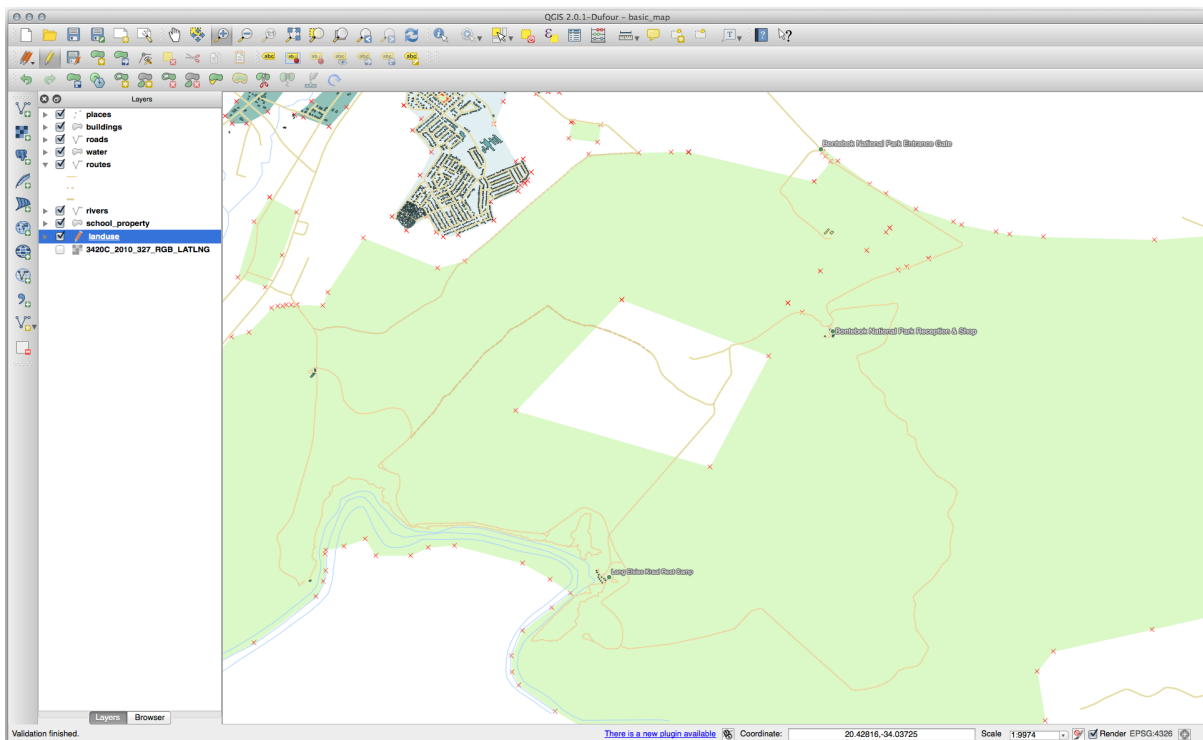 QGIS 2.0.1-Dufour - basic_map
abc
Layers
places
buildings
roads
water
routes
rivers
school_property
landuse
3420C_2010_327_RGB_LATLNG
Bontebok National Park Entrance Gate
Bontebok National Park Reception & Shop
Lang Elsies Kraal Rest Camp
Layers Browser
Validation finished. There is a new plugin available Coordinate: 20.42816,-34.03725 Scale 1:9974 Render EPSG:4326